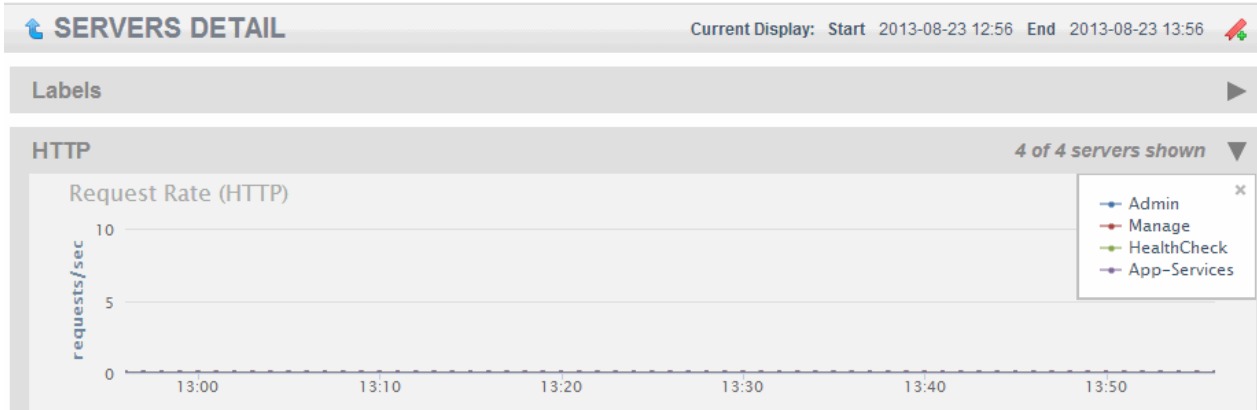 SERVERS DETAIL
Current Display: Start 2013-08-23 12:56 End 2013-08-23 13:56
Labels
HTTP
4 of 4 servers shown
Request Rate (HTTP)
Admin
Manage
HealthCheck
App-Services
requests/sec
10
5
0
13:00 13:10 13:20 13:30 13:40 13:50